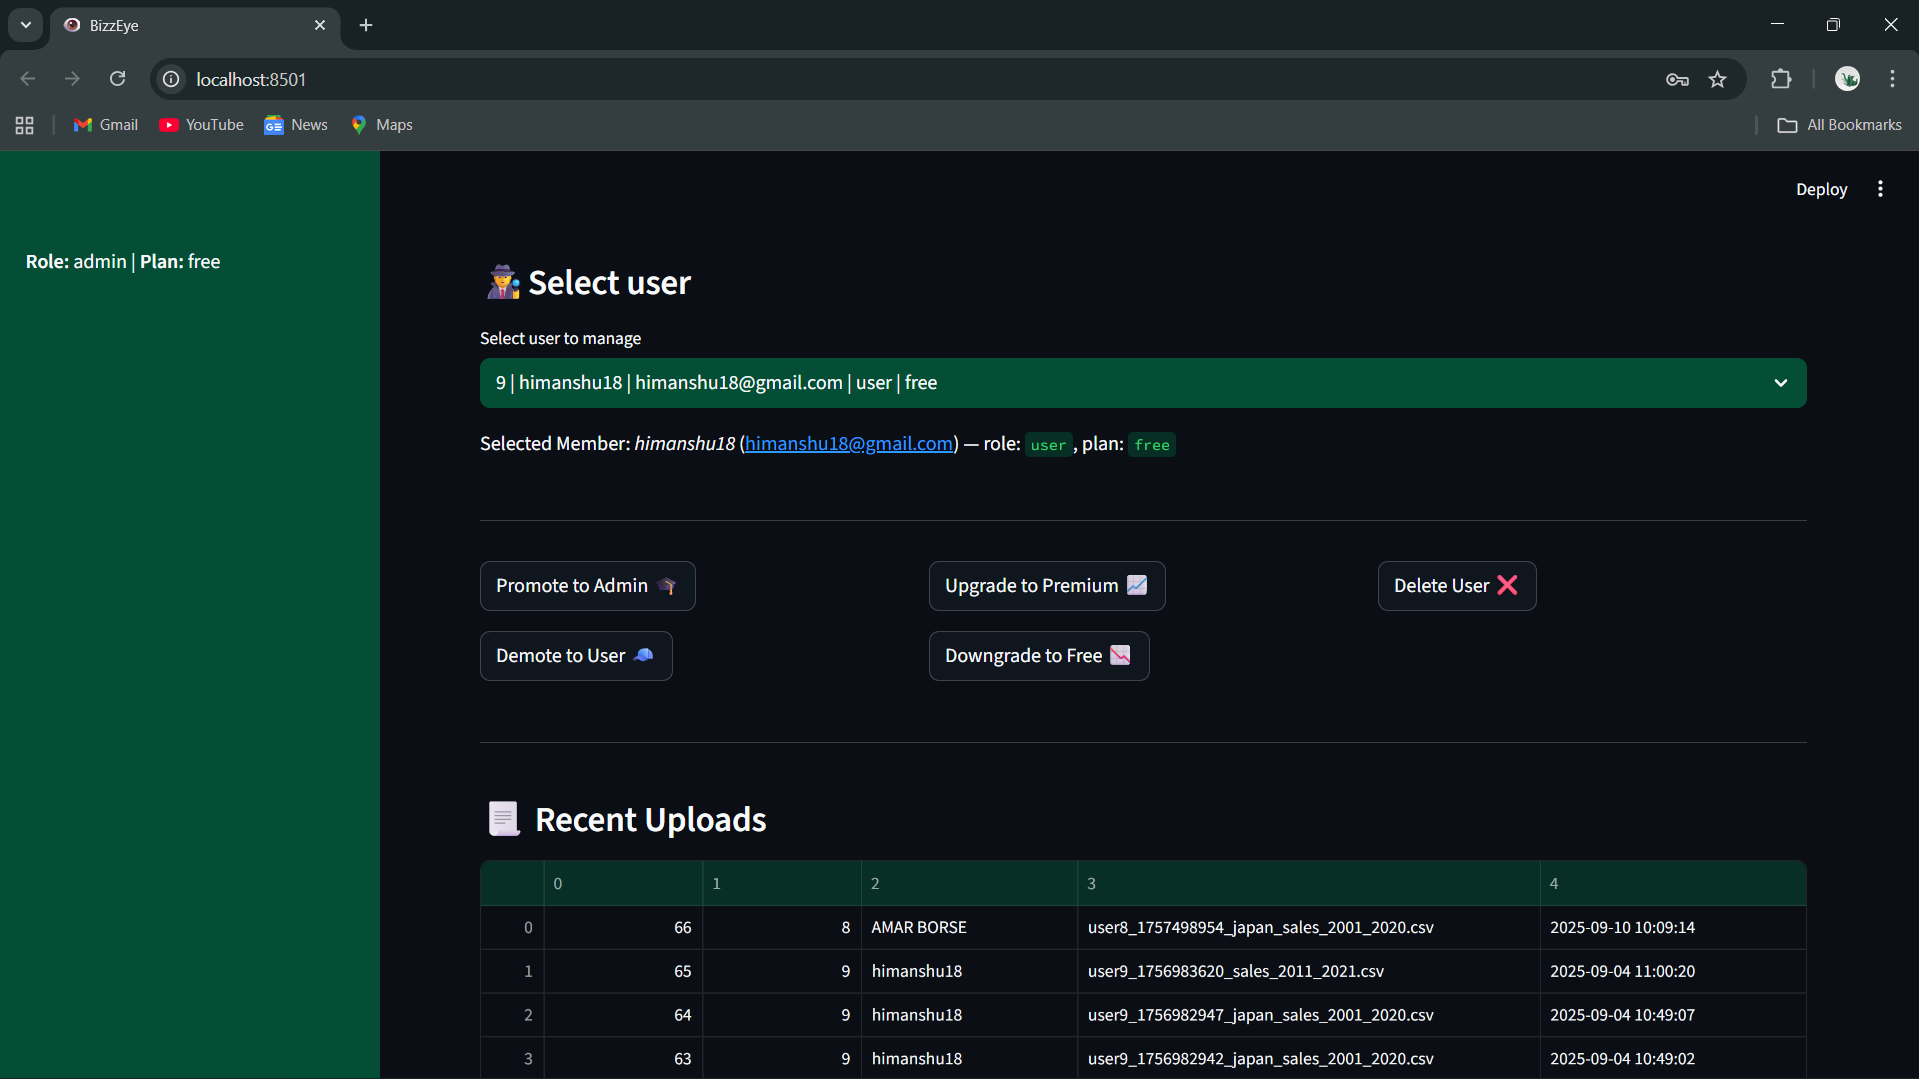 BizzEye
localhost:8501
Gmail YouTube News Maps All Bookmarks
Deploy
Role: admin | Plan: free
Select user
Select user to manage
9 | himanshu18 | himanshu18@gmail.com | user | free
Selected Member: himanshu18 (himanshu18@gmail.com) — role: user, plan: free
Promote to Admin Upgrade to Premium Delete User
Demote to User Downgrade to Free
Recent Uploads
0 1 2 3 4
0 66 8 AMAR BORSE user8_1757498954_japan_sales_2001_2020.csv 2025-09-10 10:09:14
1 65 9 himanshu18 user9_1756983620_sales_2011_2021.csv 2025-09-04 11:00:20
2 64 9 himanshu18 user9_1756982947_japan_sales_2001_2020.csv 2025-09-04 10:49:07
3 63 9 himanshu18 user9_1756982942_japan_sales_2001_2020.csv 2025-09-04 10:49:02